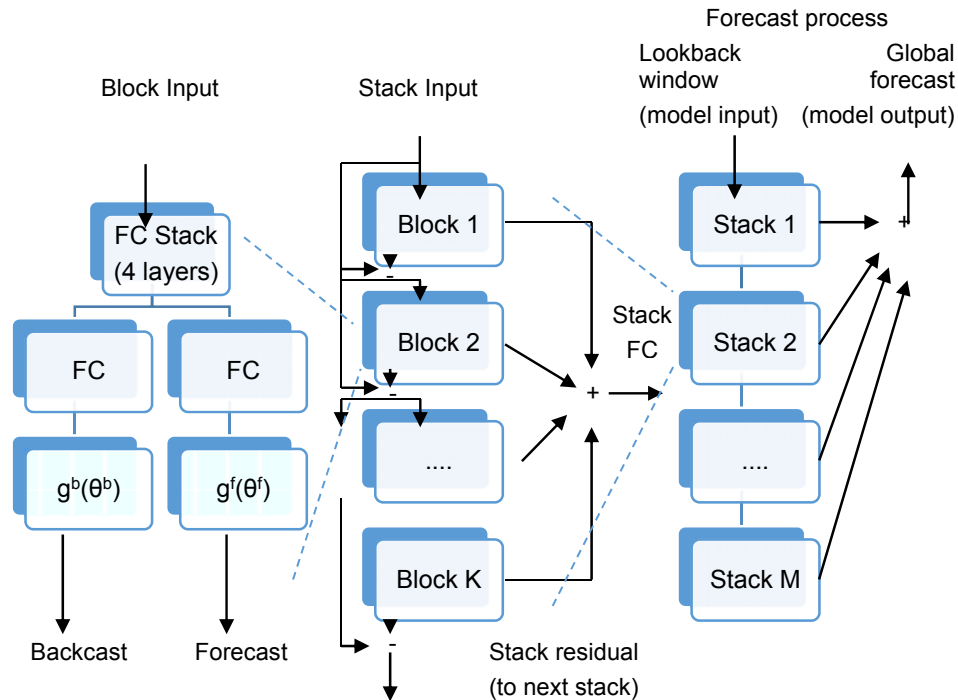 Forecast process
Block Input
Stack Input
Lookback
window
(model input)
Global
forecast
(model output)
FC Stack
(4 layers)
FC
FC
gᵇ(θᵇ)
gᶠ(θᶠ)
Backcast
Forecast
Block 1
-
Block 2
-
....
Block K
-
+
Stack
FC
Stack residual
(to next stack)
Stack 1
Stack 2
....
Stack M
+